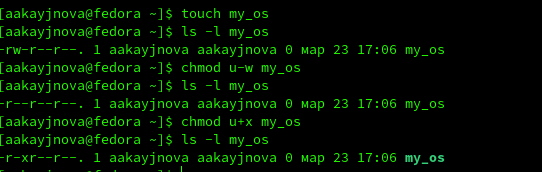 [aakayjnova@fedora ~]$ touch my_os
[aakayjnova@fedora ~]$ ls -l my_os
-rw-r--r--. 1 aakayjnova aakayjnova 0 мар 23 17:06 my_os
[aakayjnova@fedora ~]$ chmod u-w my_os
[aakayjnova@fedora ~]$ ls -l my_os
-r--r--r--. 1 aakayjnova aakayjnova 0 мар 23 17:06 my_os
[aakayjnova@fedora ~]$ chmod u+x my_os
[aakayjnova@fedora ~]$ ls -l my_os
-r-xr--r--. 1 aakayjnova aakayjnova 0 мар 23 17:06 my_os